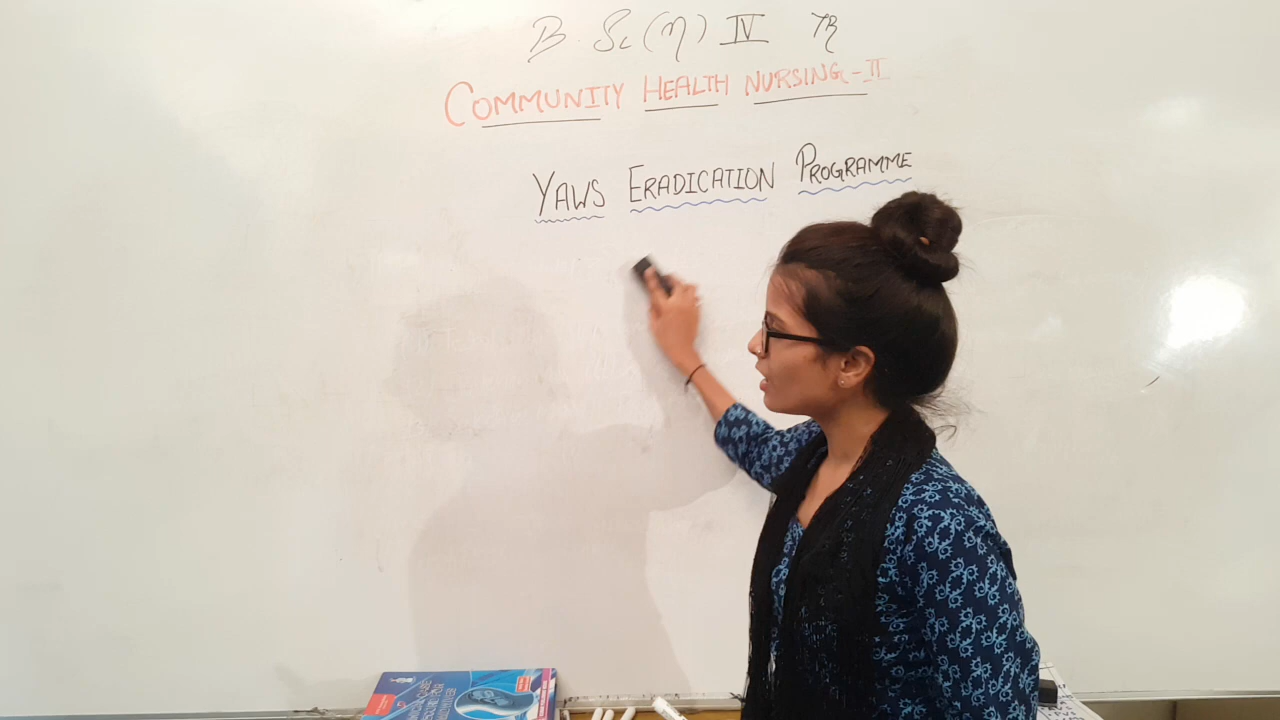 B.Sc(N) IV YR
COMMUNITY HEALTH NURSING-II
YAWS ERADICATION PROGRAMME